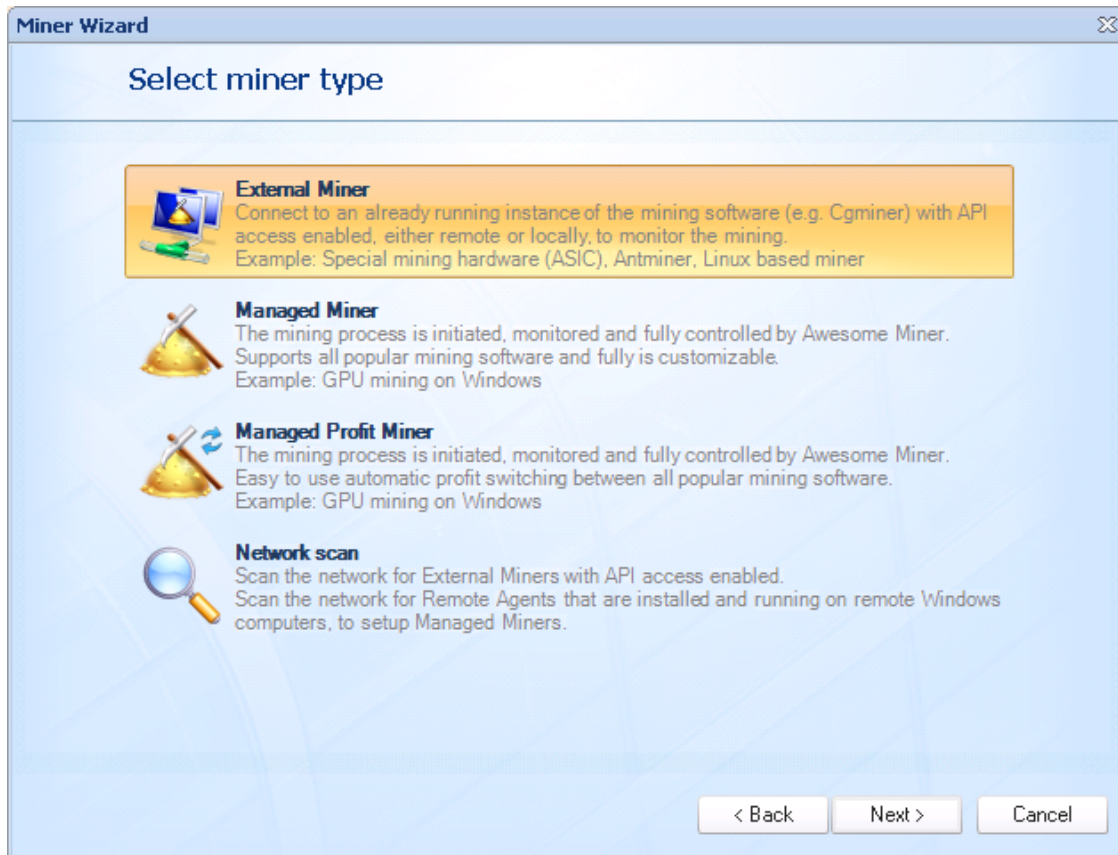 Miner Wizard
Select miner type
External Miner
Connect to an already running instance of the mining software (e.g. Cgminer) with API
access enabled, either remote or locally, to monitor the mining.
Example: Special mining hardware (ASIC), Antminer, Linux based miner
Managed Miner
The mining process is initiated, monitored and fully controlled by Awesome Miner.
Supports all popular mining software and fully is customizable.
Example: GPU mining on Windows
Managed Profit Miner
The mining process is initiated, monitored and fully controlled by Awesome Miner.
Easy to use automatic profit switching between all popular mining software.
Example: GPU mining on Windows
Network scan
Scan the network for External Miners with API access enabled.
Scan the network for Remote Agents that are installed and running on remote Windows
computers, to setup Managed Miners.
< Back Next > Cancel